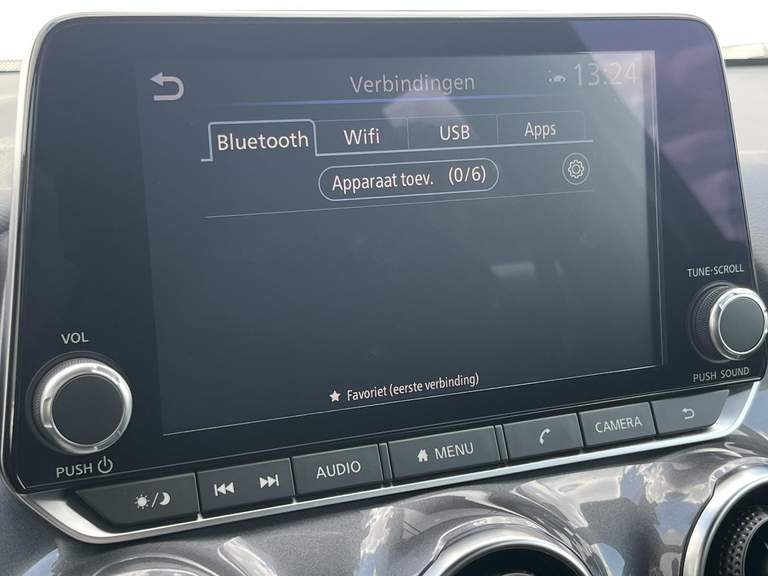 Verbindingen
13:24
Bluetooth
Wifi
USB
Apps
Apparaat toev. (0/6)
Favoriet (eerste verbinding)
VOL
PUSH
TUNE·SCROLL
PUSH SOUND
AUDIO
MENU
CAMERA